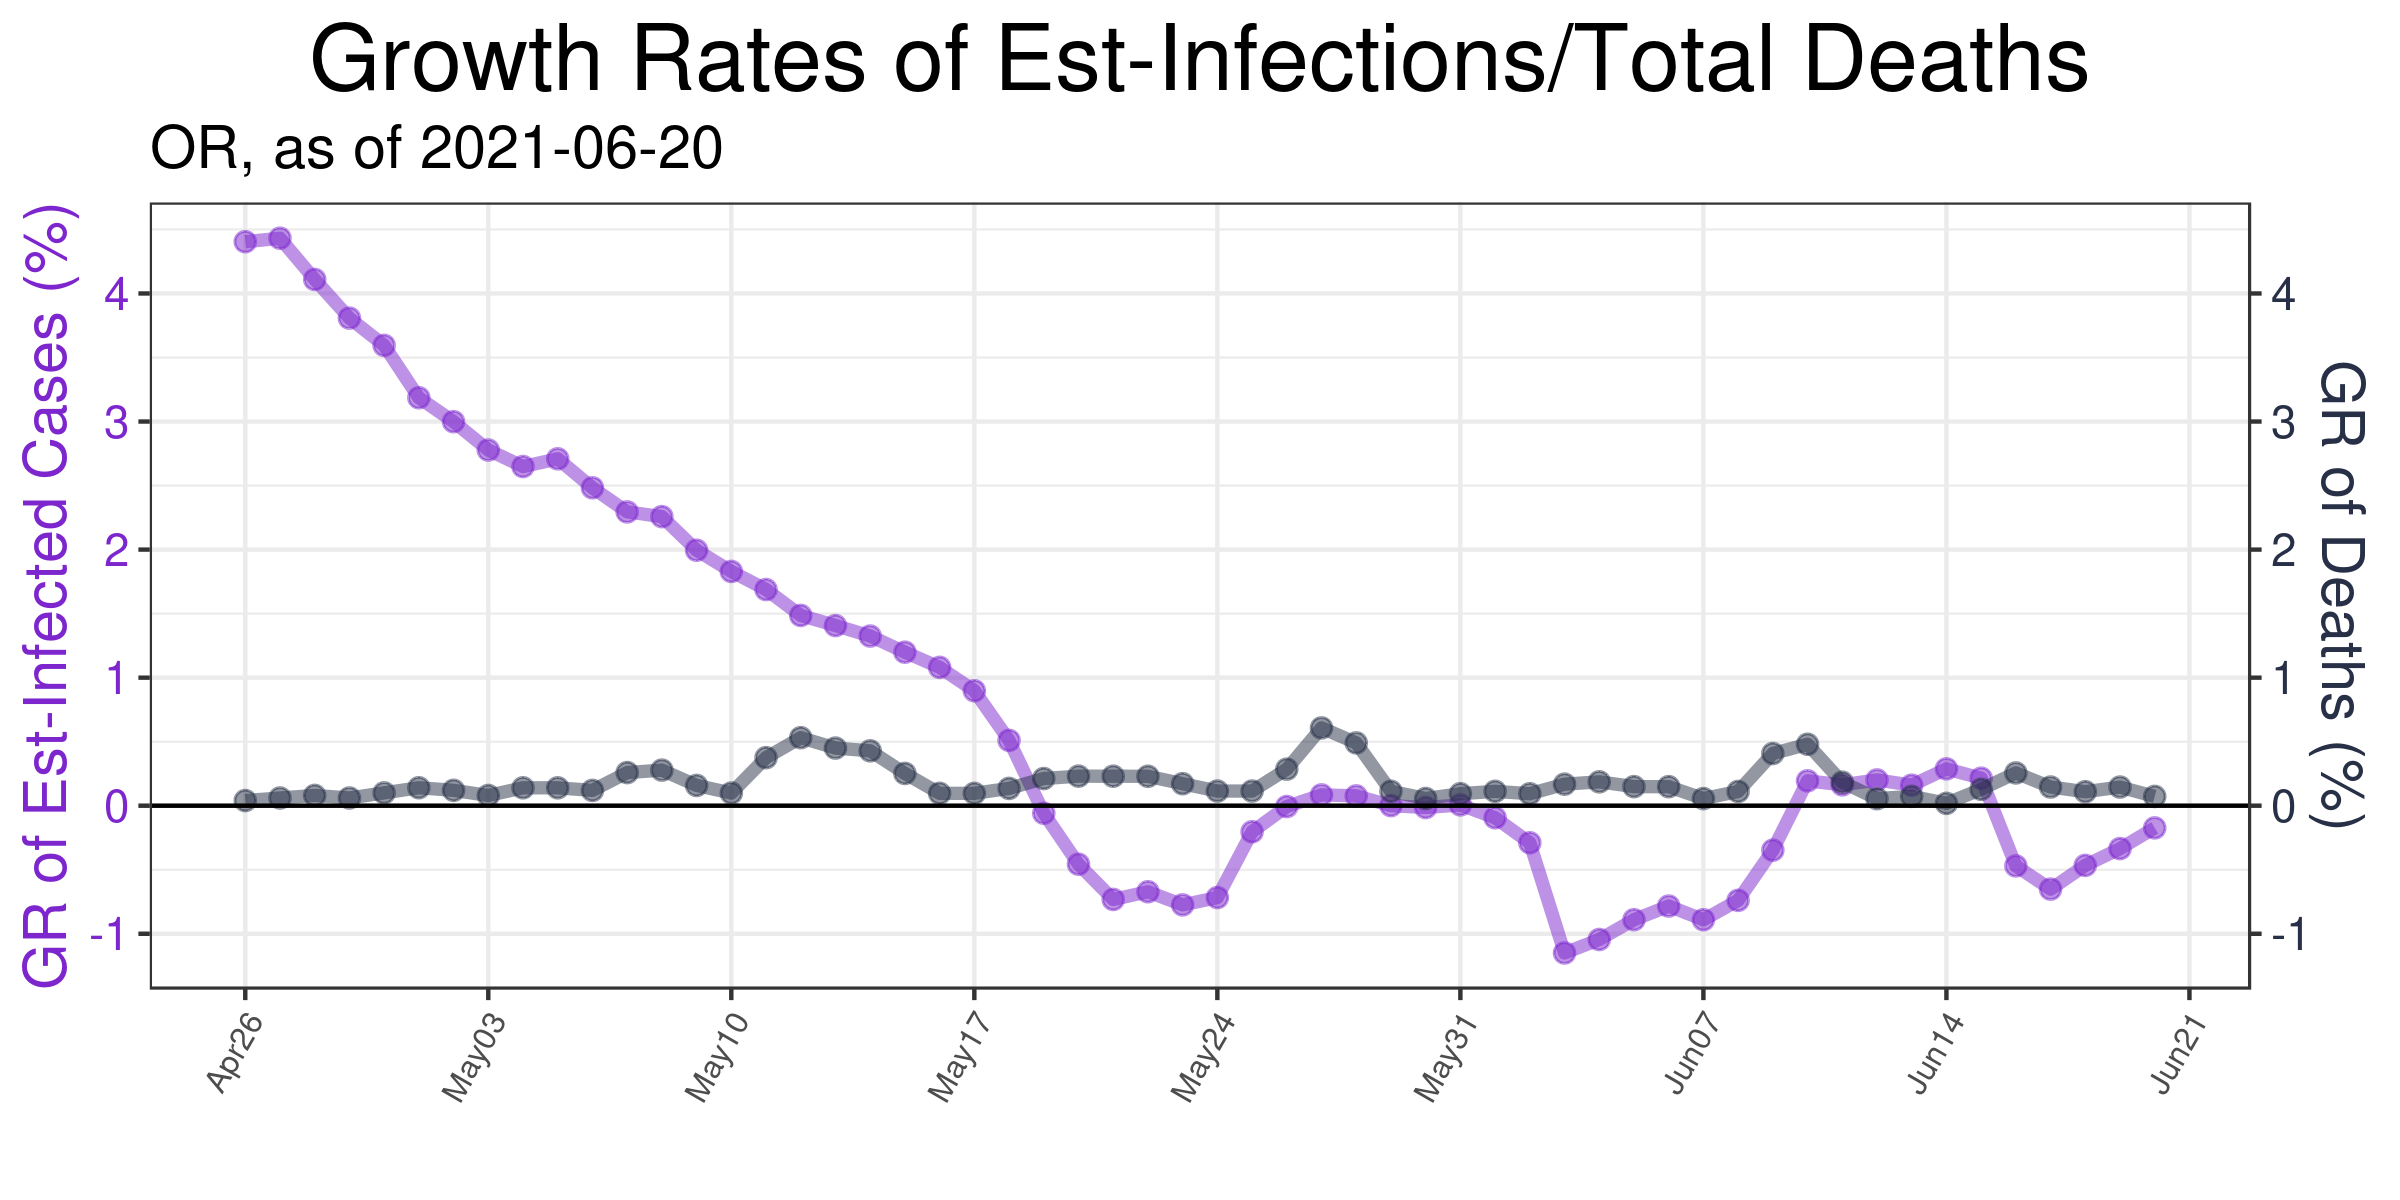 Growth Rates of Est-Infections/Total Deaths
OR, as of 2021-06-20
GR of Est-Infected Cases (%)
4
3
2
1
0
-1
4
3
2
1
0
-1
GR of Deaths (%)
Apr26
May03
May10
May17
May24
May31
Jun07
Jun14
Jun21